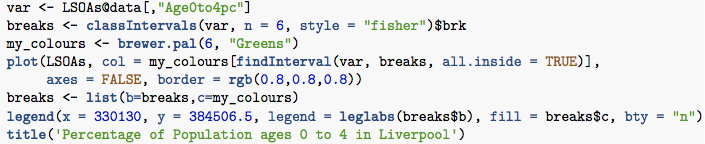 var <- LSOAs@data[,"Age0to4pc"]
breaks <- classIntervals(var, n = 6, style = "fisher")$brk
my_colours <- brewer.pal(6, "Greens")
plot(LSOAs, col = my_colours[findInterval(var, breaks, all.inside = TRUE)],
     axes = FALSE, border = rgb(0.8,0.8,0.8))
breaks <- list(b=breaks,c=my_colours)
legend(x = 330130, y = 384506.5, legend = leglabs(breaks$b), fill = breaks$c, bty = "n")
title('Percentage of Population ages 0 to 4 in Liverpool')